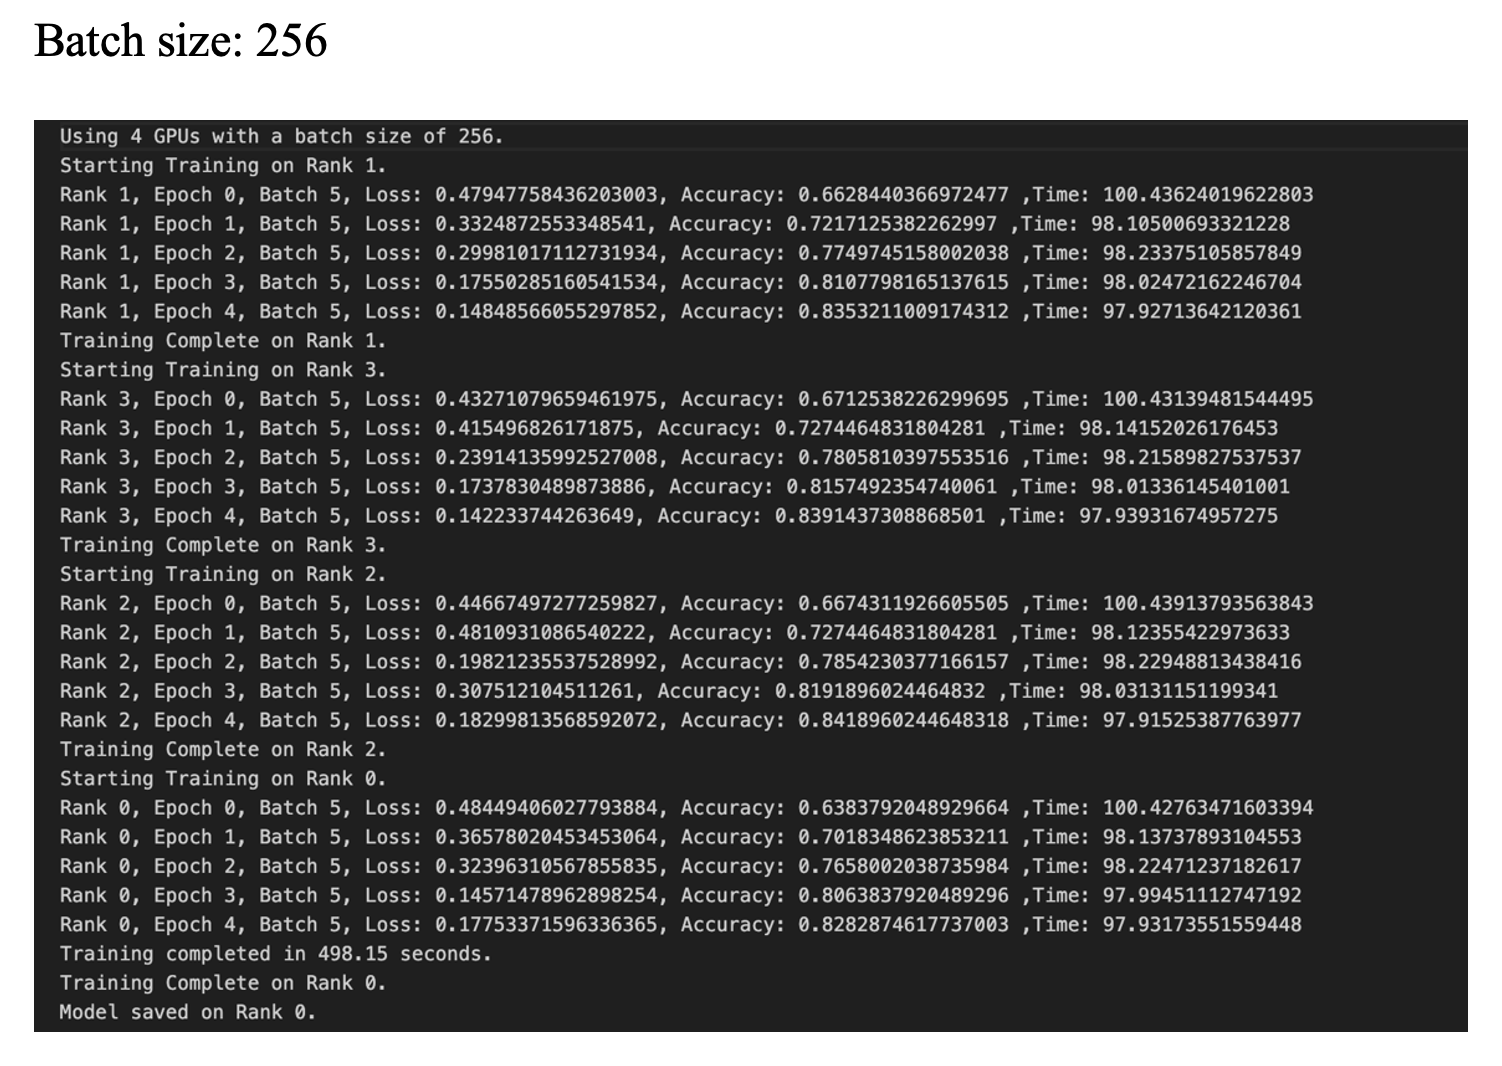 Batch size: 256
Using 4 GPUs with a batch size of 256.
Starting Training on Rank 1.
Rank 1, Epoch 0, Batch 5, Loss: 0.47947758436203003, Accuracy: 0.6628440366972477 ,Time: 100.43624019622803
Rank 1, Epoch 1, Batch 5, Loss: 0.3324872553348541, Accuracy: 0.7217125382262997 ,Time: 98.10500693321228
Rank 1, Epoch 2, Batch 5, Loss: 0.29981017112731934, Accuracy: 0.7749745158002038 ,Time: 98.23375105857849
Rank 1, Epoch 3, Batch 5, Loss: 0.17550285160541534, Accuracy: 0.8107798165137615 ,Time: 98.02472162246704
Rank 1, Epoch 4, Batch 5, Loss: 0.14848566055297852, Accuracy: 0.8353211009174312 ,Time: 97.92713642120361
Training Complete on Rank 1.
Starting Training on Rank 3.
Rank 3, Epoch 0, Batch 5, Loss: 0.43271079659461975, Accuracy: 0.6712538226299695 ,Time: 100.43139481544495
Rank 3, Epoch 1, Batch 5, Loss: 0.415496826171875, Accuracy: 0.7274464831804281 ,Time: 98.14152026176453
Rank 3, Epoch 2, Batch 5, Loss: 0.23914135992527008, Accuracy: 0.7805810397553516 ,Time: 98.21589827537537
Rank 3, Epoch 3, Batch 5, Loss: 0.1737830489873886, Accuracy: 0.8157492354740061 ,Time: 98.01336145401001
Rank 3, Epoch 4, Batch 5, Loss: 0.142233744263649, Accuracy: 0.8391437308868501 ,Time: 97.93931674957275
Training Complete on Rank 3.
Starting Training on Rank 2.
Rank 2, Epoch 0, Batch 5, Loss: 0.44667497277259827, Accuracy: 0.6674311926605505 ,Time: 100.43913793563843
Rank 2, Epoch 1, Batch 5, Loss: 0.4810931086540222, Accuracy: 0.7274464831804281 ,Time: 98.12355422973633
Rank 2, Epoch 2, Batch 5, Loss: 0.19821235537528992, Accuracy: 0.7854230377166157 ,Time: 98.22948813438416
Rank 2, Epoch 3, Batch 5, Loss: 0.307512104511261, Accuracy: 0.8191896024464832 ,Time: 98.03131151199341
Rank 2, Epoch 4, Batch 5, Loss: 0.18299813568592072, Accuracy: 0.8418960244648318 ,Time: 97.91525387763977
Training Complete on Rank 2.
Starting Training on Rank 0.
Rank 0, Epoch 0, Batch 5, Loss: 0.48449406027793884, Accuracy: 0.6383792048929664 ,Time: 100.42763471603394
Rank 0, Epoch 1, Batch 5, Loss: 0.36578020453453064, Accuracy: 0.7018348623853211 ,Time: 98.13737893104553
Rank 0, Epoch 2, Batch 5, Loss: 0.32396310567855835, Accuracy: 0.7658002038735984 ,Time: 98.22471237182617
Rank 0, Epoch 3, Batch 5, Loss: 0.14571478962898254, Accuracy: 0.8063837920489296 ,Time: 97.99451112747192
Rank 0, Epoch 4, Batch 5, Loss: 0.17753371596336365, Accuracy: 0.8282874617737003 ,Time: 97.93173551559448
Training completed in 498.15 seconds.
Training Complete on Rank 0.
Model saved on Rank 0.